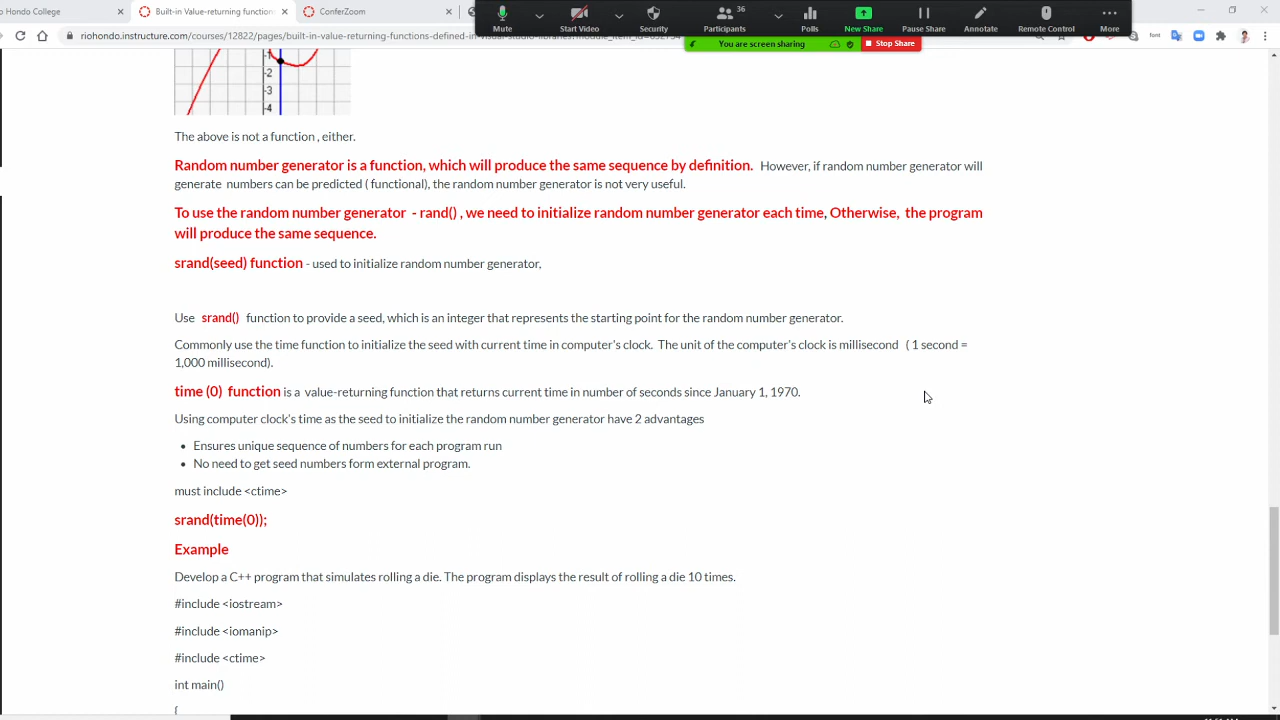 o Hondo College
Built-in Value-returning function
ConferZoom
Mute
Start Video
Security
Participants
36
Polls
New Share
Pause Share
Annotate
Remote Control
More
You are screen sharing
Stop Share
-2
-3
-4
The above is not a function , either.
Random number generator is a function, which will produce the same sequence by definition. However, if random number generator will
generate numbers can be predicted ( functional), the random number generator is not very useful.
To use the random number generator - rand() , we need to initialize random number generator each time, Otherwise, the program
will produce the same sequence.
srand(seed) function - used to initialize random number generator,
Use srand() function to provide a seed, which is an integer that represents the starting point for the random number generator.
Commonly use the time function to initialize the seed with current time in computer's clock. The unit of the computer's clock is millisecond ( 1 second =
1,000 millisecond).
time (0) function is a value-returning function that returns current time in number of seconds since January 1, 1970.
Using computer clock's time as the seed to initialize the random number generator have 2 advantages
• Ensures unique sequence of numbers for each program run
• No need to get seed numbers form external program.
must include <ctime>
srand(time(0));
Example
Develop a C++ program that simulates rolling a die. The program displays the result of rolling a die 10 times.
#include <iostream>
#include <iomanip>
#include <ctime>
int main()
{